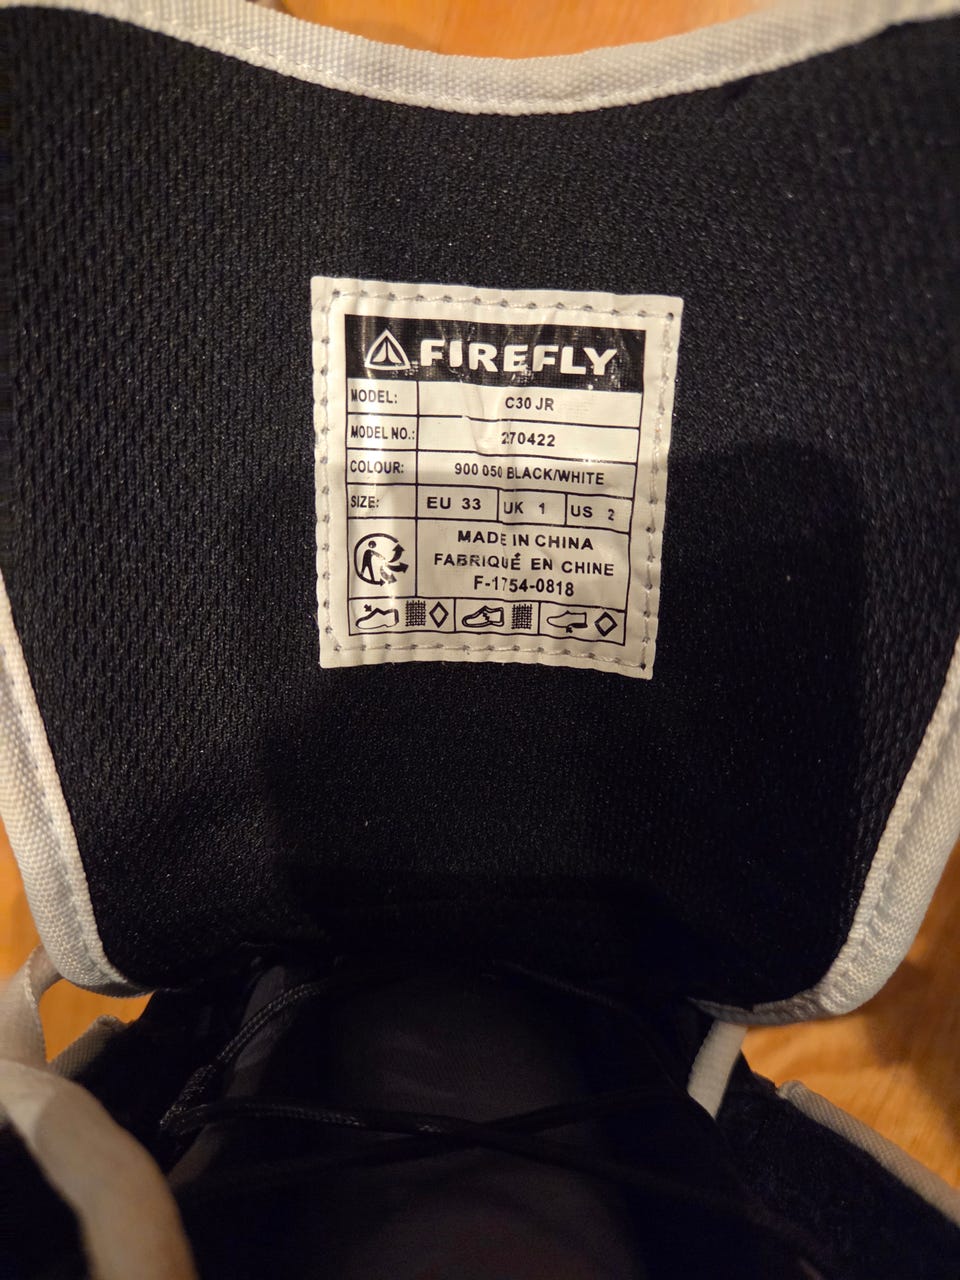 FIREFLY
MODEL: C30 JR
MODEL NO.: 270422
COLOUR: 900 050 BLACK/WHITE
SIZE: EU 33 UK 1 US 2
MADE IN CHINA
FABRIQUÉ EN CHINE
F-1754-0818